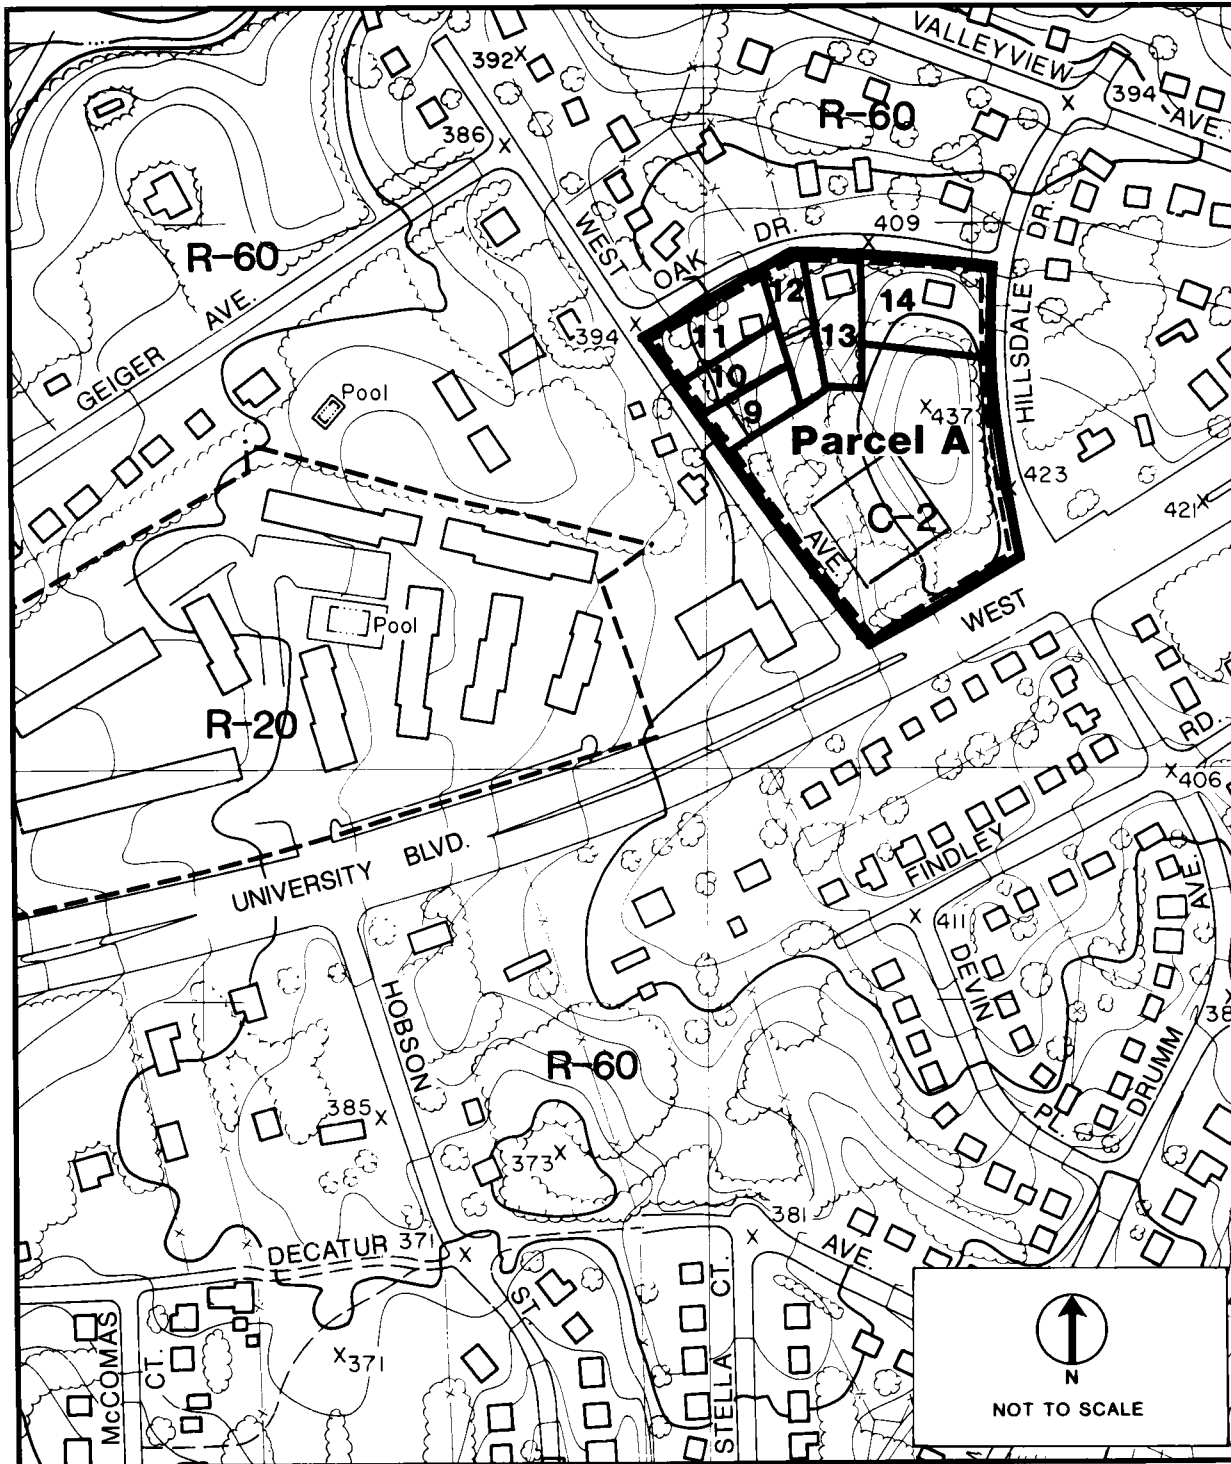 VALLEYVIEW
AVE.
394
392
R-60
386
WEST
OAK
DR.
409
HILLSDALE
DR.
R-60
GEIGER
AVE.
394
11
12
13
14
10
9
Pool
437
Parcel A
423
C-2
421
AVE.
WEST
Pool
R-20
RD.
406
UNIVERSITY
BLVD.
FINDLEY
411
DEVIN
PL.
DRUMM
AVE.
138
HOBSON
R-60
385
373
381
DECATUR
371
AVE.
ST.
McCOMAS
CT.
371
STELLA
CT.
N
NOT TO SCALE